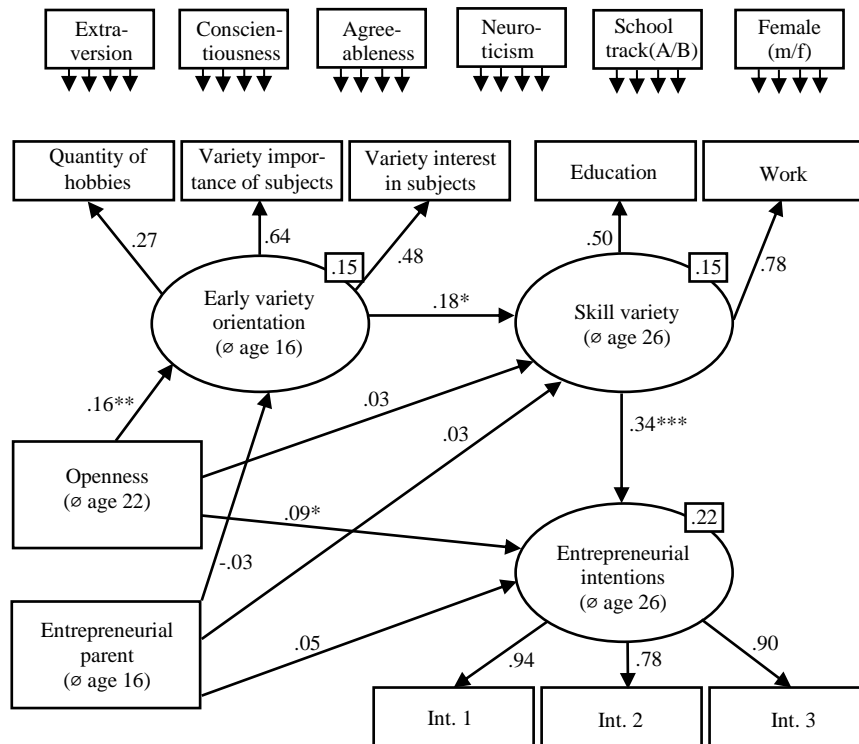 Extra-
version
Conscien-
tiousness
Agree-
ableness
Neuro-
ticism
School
track(A/B)
Female
(m/f)
Quantity of
hobbies
Variety impor-
tance of subjects
Variety interest
in subjects
Education
Work
.27
.64
.48
.50
.78
.15
.15
Early variety
orientation
(ø age 16)
.18*
Skill variety
(ø age 26)
.16**
.03
.03
.34***
Openness
(ø age 22)
.09*
-.03
.22
Entrepreneurial
intentions
(ø age 26)
Entrepreneurial
parent
(ø age 16)
.05
.94
.78
.90
Int. 1
Int. 2
Int. 3